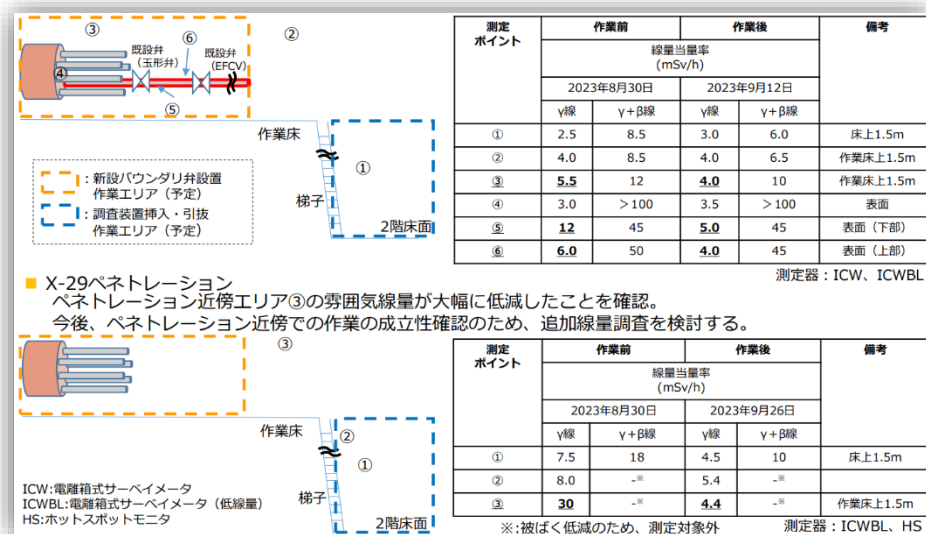 ③
②
⑥
既設弁
（玉形弁）
既設弁
（EFCV）
④
⑤
作業床
①
梯子
2階床面
：新設バウンダリ弁設置
作業エリア（予定）
：調査装置挿入・引抜
作業エリア（予定）
測定
ポイント 作業前 作業後 備考
線量当量率
(mSv/h)
2023年8月30日 2023年9月12日
γ線 γ＋β線 γ線 γ＋β線
① 2.5 8.5 3.0 6.0 床上1.5m
② 4.0 8.5 4.0 6.5 作業床上1.5m
③ 5.5 12 4.0 10 作業床上1.5m
④ 3.0 ＞100 3.5 ＞100 表面
⑤ 12 45 5.0 45 表面（下部）
⑥ 6.0 50 4.0 45 表面（上部）
測定器：ICW、ICWBL
■ X-29ペネトレーション
ペネトレーション近傍エリア③の雰囲気線量が大幅に低減したことを確認。
今後、ペネトレーション近傍での作業の成立性確認のため、追加線量調査を検討する。
③
作業床
②
①
梯子
2階床面
ICW:電離箱式サーベイメータ
ICWBL:電離箱式サーベイメータ（低線量）
HS:ホットスポットモニタ
測定
ポイント 作業前 作業後 備考
線量当量率
(mSv/h)
2023年8月30日 2023年9月26日
γ線 γ＋β線 γ線 γ＋β線
① 7.5 18 4.5 10 床上1.5m
② 8.0 -※ 5.4 -※
③ 30 -※ 4.4 -※ 作業床上1.5m
※:被ばく低減のため、測定対象外 測定器：ICWBL、HS